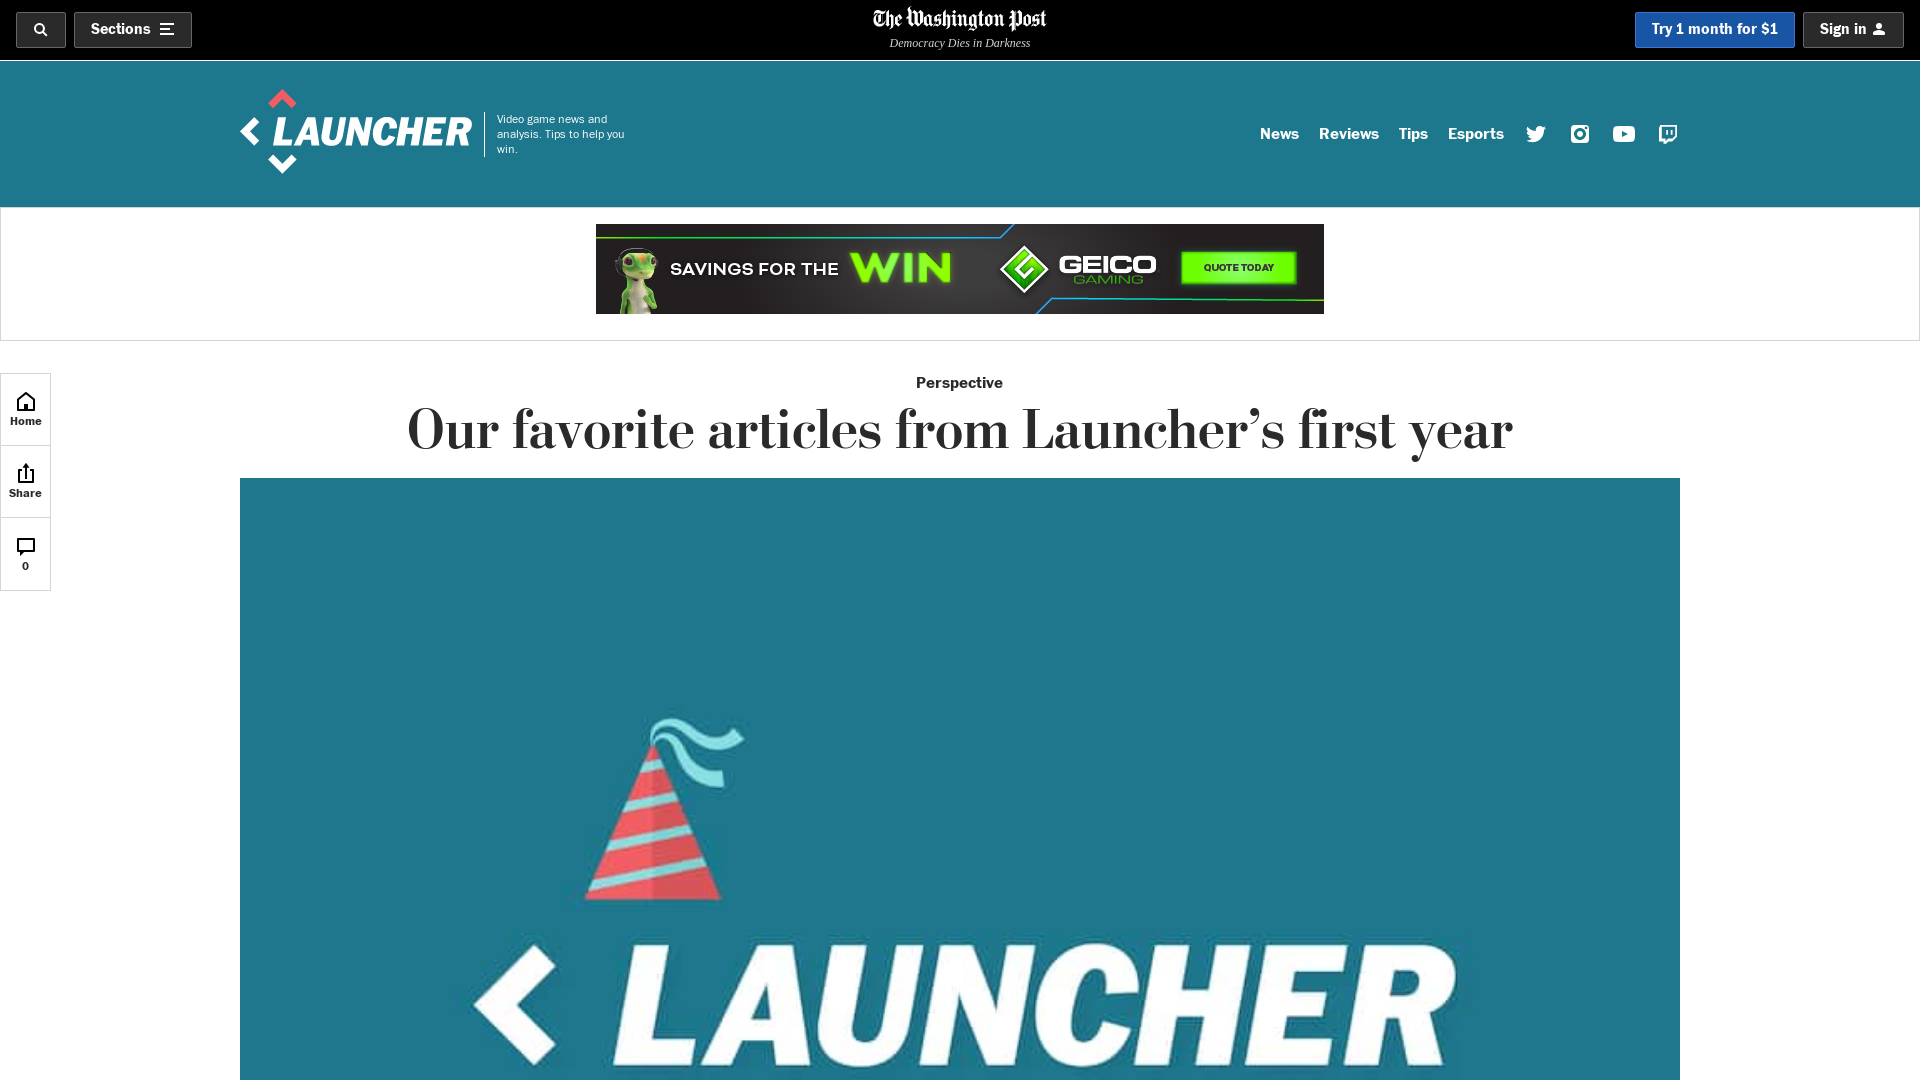 Sections
The Washington Post
Democracy Dies in Darkness
Try 1 month for $1
Sign in
LAUNCHER
Video game news and
analysis. Tips to help you
win.
News
Reviews
Tips
Esports
SAVINGS FOR THE WIN
GEICO
GAMING
QUOTE TODAY
Home
Share
0
Perspective
Our favorite articles from Launcher’s first year
LAUNCHER